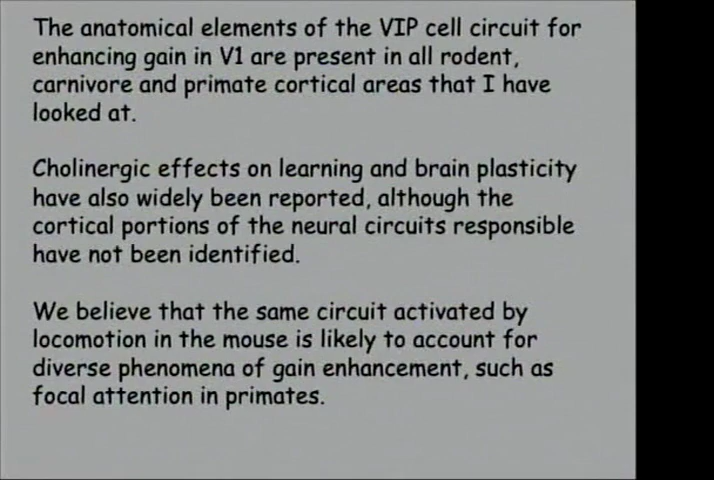 The anatomical elements of the VIP cell circuit for
enhancing gain in V1 are present in all rodent,
carnivore and primate cortical areas that I have
looked at.
Cholinergic effects on learning and brain plasticity
have also widely been reported, although the
cortical portions of the neural circuits responsible
have not been identified.
We believe that the same circuit activated by
locomotion in the mouse is likely to account for
diverse phenomena of gain enhancement, such as
focal attention in primates.